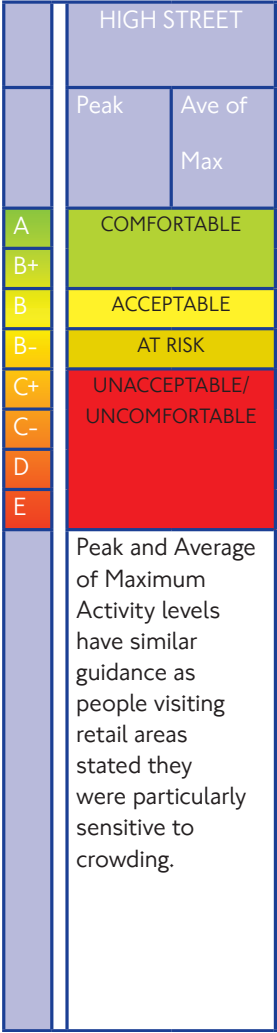 HIGH STREET
Peak
Ave of
Max
A
COMFORTABLE
B+
B
ACCEPTABLE
B-
AT RISK
C+
UNACCEPTABLE/
UNCOMFORTABLE
C-
D
E
Peak and Average
of Maximum
Activity levels
have similar
guidance as
people visiting
retail areas
stated they
were particularly
sensitive to
crowding.